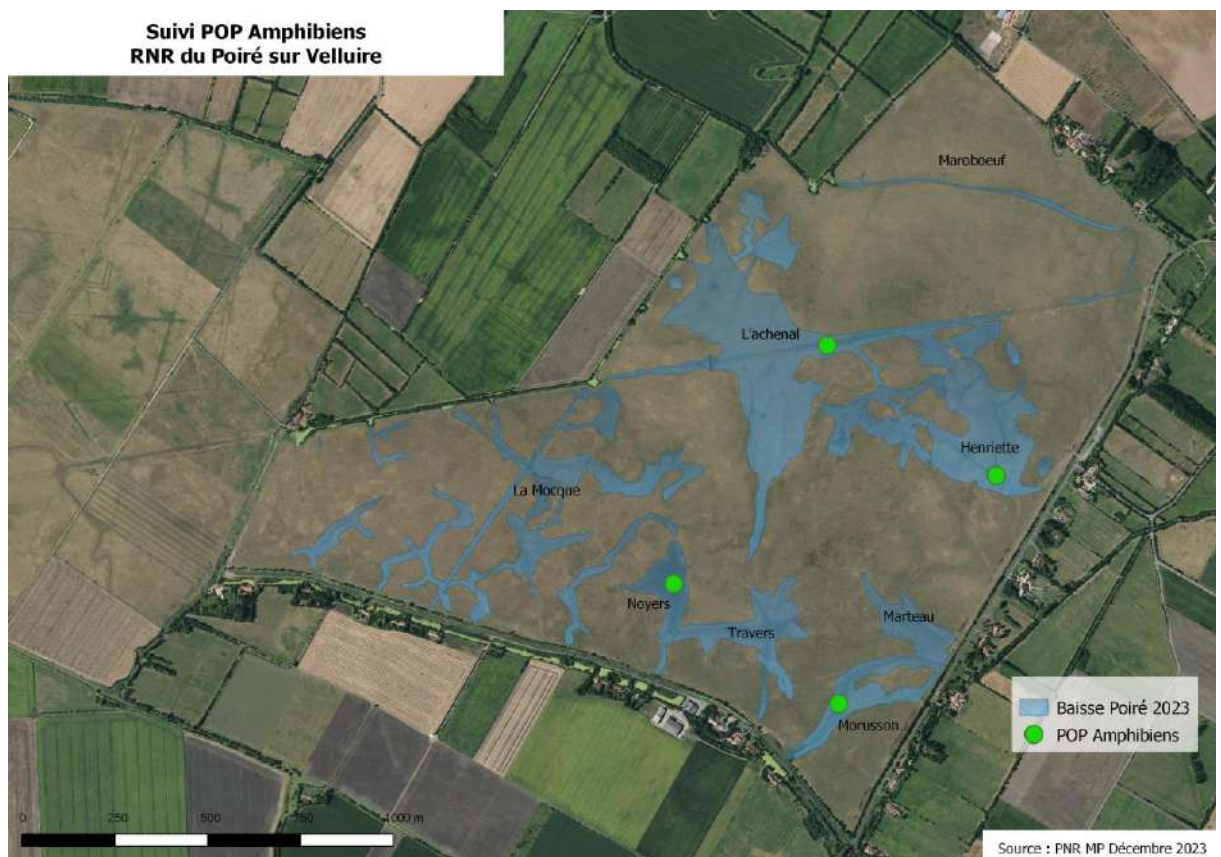 Suivi POP Amphibiens
RNR du Poiré sur Velluire
Maroboeuf
L'achenal
Henriette
La Mocque
Noyers
Travers
Marteau
Morusson
Baisse Poiré 2023
POP Amphibiens
0 250 500 750 1000 m
Source : PNR MP Décembre 2023